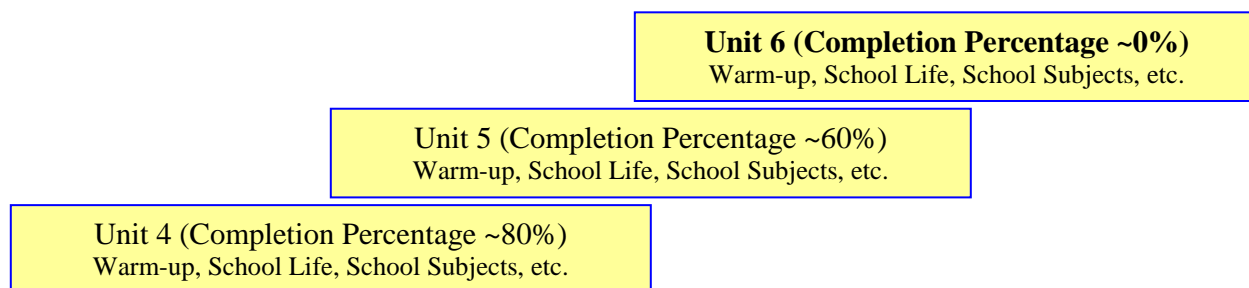 Unit 6 (Completion Percentage ~0%)
Warm-up, School Life, School Subjects, etc.
Unit 5 (Completion Percentage ~60%)
Warm-up, School Life, School Subjects, etc.
Unit 4 (Completion Percentage ~80%)
Warm-up, School Life, School Subjects, etc.